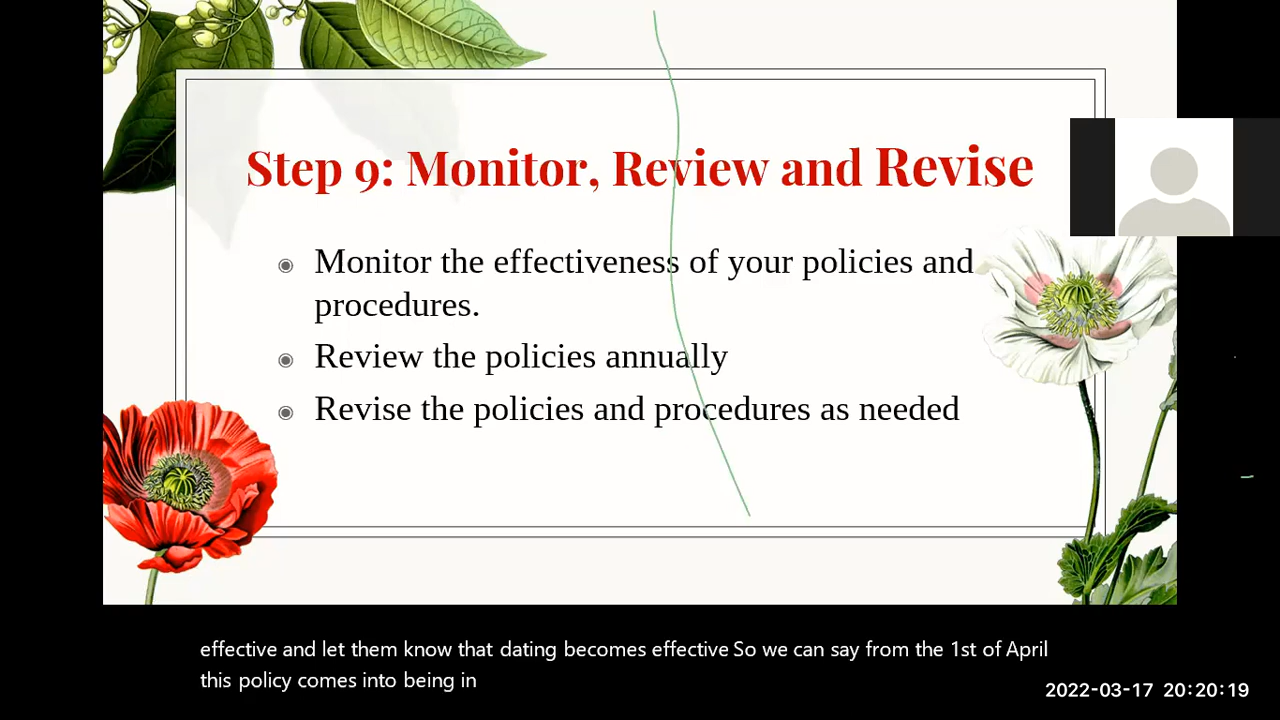 Step 9: Monitor, Review and Revise
Monitor the effectiveness of your policies and
procedures.
Review the policies annually
Revise the policies and procedures as needed
effective and let them know that dating becomes effective So we can say from the 1st of April
this policy comes into being in
2022-03-17 20:20:19